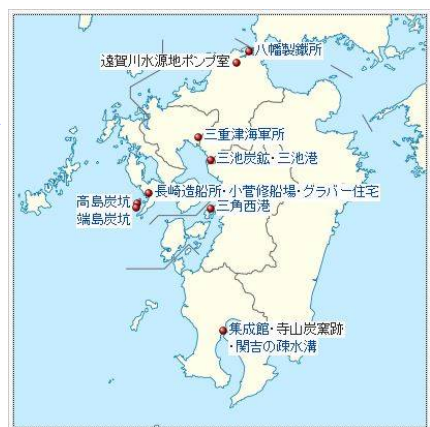 八幡製鐵所
遠賀川水源地ポンプ室
三重津海軍所
三池炭鉱・三池港
長崎造船所・小菅修船場・グラバー住宅
高島炭坑
端島炭坑
三角西港
集成館・寺山炭窯跡
・関吉の疎水溝